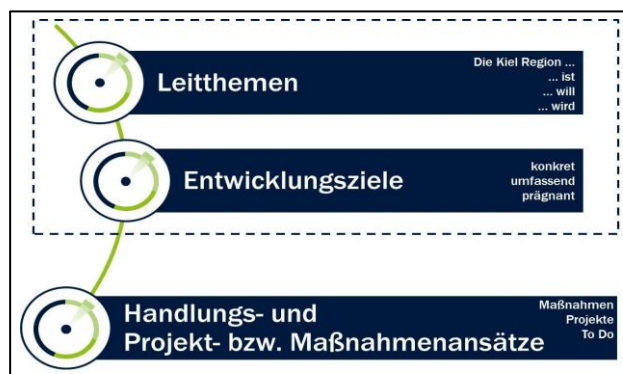 Leitthemen
Die Kiel Region ...
... ist
... will
... wird
Entwicklungsziele
konkret
umfassend
prägnant
Handlungs- und
Projekt- bzw. Maßnahmenansätze
Maßnahmen
Projekte
To Do